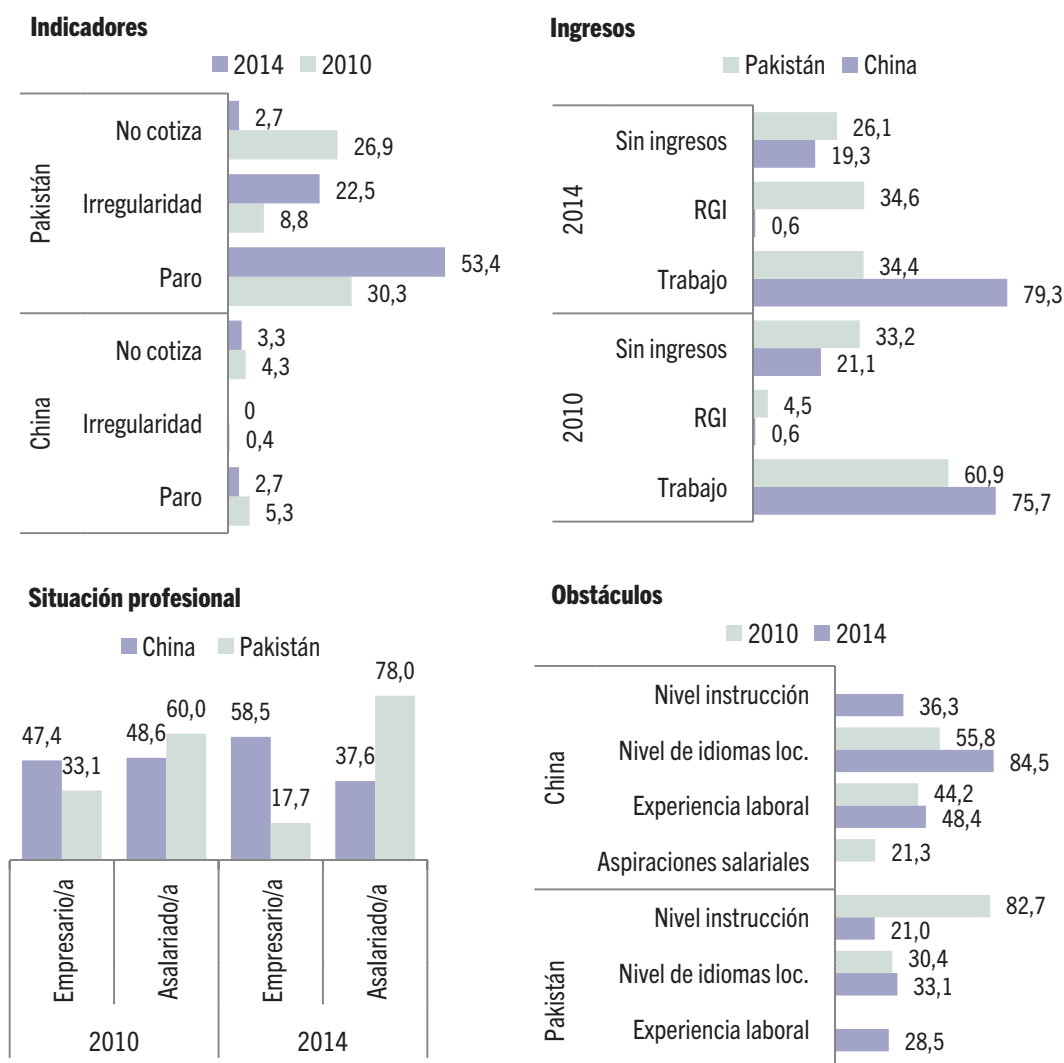 Indicadores
2014 2010
Pakistán
No cotiza
2,7
26,9
Irregularidad
22,5
8,8
Paro
53,4
30,3
China
No cotiza
3,3
4,3
Irregularidad
0
0,4
Paro
2,7
5,3
Ingresos
Pakistán China
2014
Sin ingresos
26,1
19,3
RGI
34,6
0,6
Trabajo
34,4
79,3
2010
Sin ingresos
33,2
21,1
RGI
4,5
0,6
Trabajo
60,9
75,7
Situación profesional
China Pakistán
47,4
33,1
48,6
60,0
58,5
17,7
37,6
78,0
Empresario/a
Asalariado/a
Empresario/a
Asalariado/a
2010 2014
Obstáculos
2010 2014
China
Nivel instrucción
36,3
Nivel de idiomas loc.
55,8
84,5
Experiencia laboral
44,2
48,4
Aspiraciones salariales
21,3
Pakistán
Nivel instrucción
82,7
21,0
Nivel de idiomas loc.
30,4
33,1
Experiencia laboral
28,5